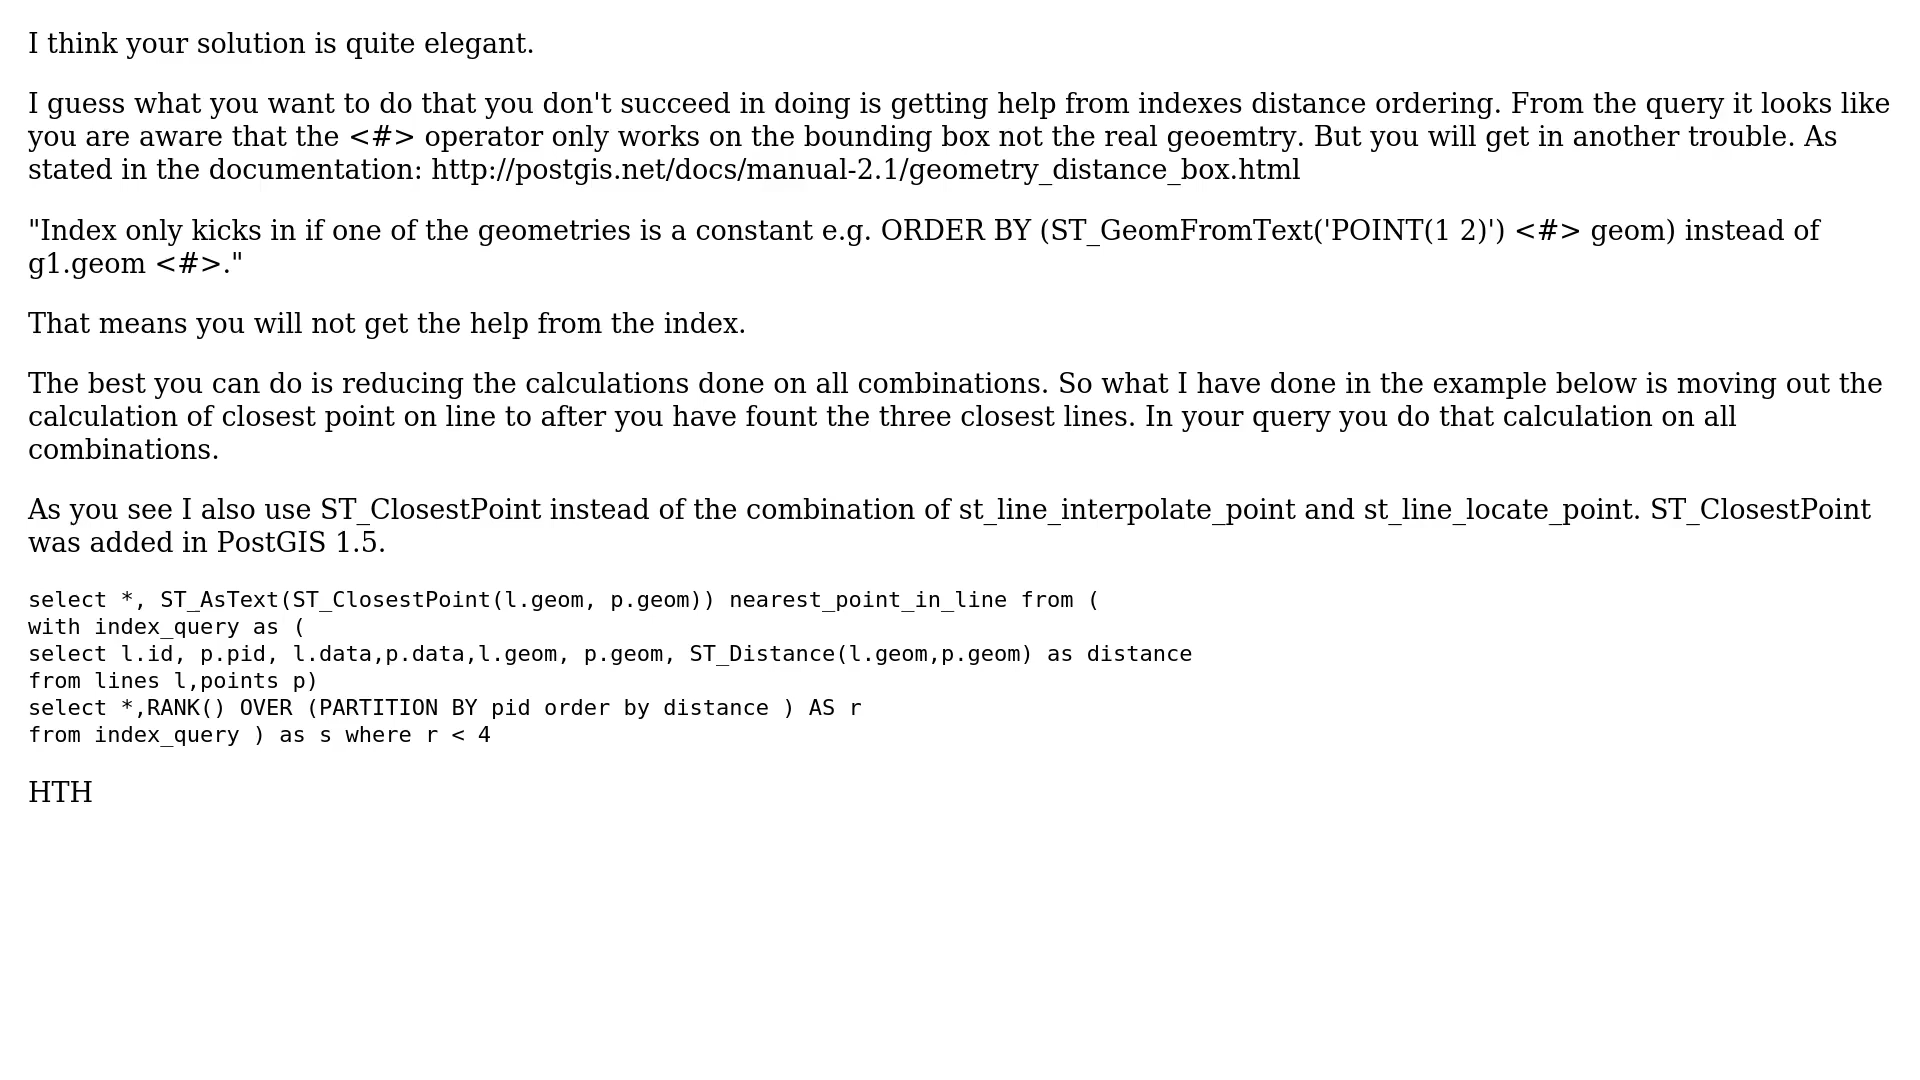 I think your solution is quite elegant.
I guess what you want to do that you don't succeed in doing is getting help from indexes distance ordering. From the query it looks like
you are aware that the <#> operator only works on the bounding box not the real geoemtry. But you will get in another trouble. As
stated in the documentation: http://postgis.net/docs/manual-2.1/geometry_distance_box.html
"Index only kicks in if one of the geometries is a constant e.g. ORDER BY (ST_GeomFromText('POINT(1 2)') <#> geom) instead of
g1.geom <#>."
That means you will not get the help from the index.
The best you can do is reducing the calculations done on all combinations. So what I have done in the example below is moving out the
calculation of closest point on line to after you have fount the three closest lines. In your query you do that calculation on all
combinations.
As you see I also use ST_ClosestPoint instead of the combination of st_line_interpolate_point and st_line_locate_point. ST_ClosestPoint
was added in PostGIS 1.5.
select *, ST_AsText(ST_ClosestPoint(l.geom, p.geom)) nearest_point_in_line from (
with index_query as (
select l.id, p.pid, l.data,p.data,l.geom, p.geom, ST_Distance(l.geom,p.geom) as distance
from lines l,points p)
select *,RANK() OVER (PARTITION BY pid order by distance ) AS r
from index_query ) as s where r < 4
HTH